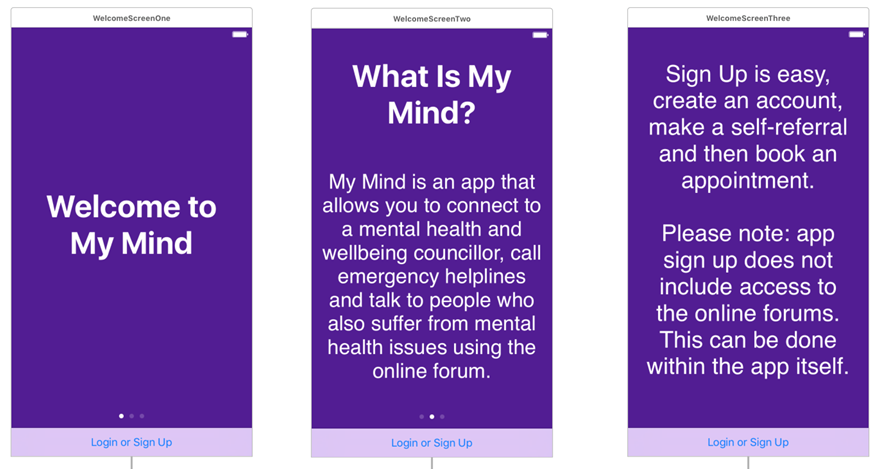 WelcomeScreenOne
Welcome to
My Mind
Login or Sign Up
WelcomeScreenTwo
What Is My
Mind?
My Mind is an app that
allows you to connect to
a mental health and
wellbeing councillor, call
emergency helplines
and talk to people who
also suffer from mental
health issues using the
online forum.
Login or Sign Up
WelcomeScreenThree
Sign Up is easy,
create an account,
make a self-referral
and then book an
appointment.
Please note: app
sign up does not
include access to
the online forums.
This can be done
within the app itself.
Login or Sign Up